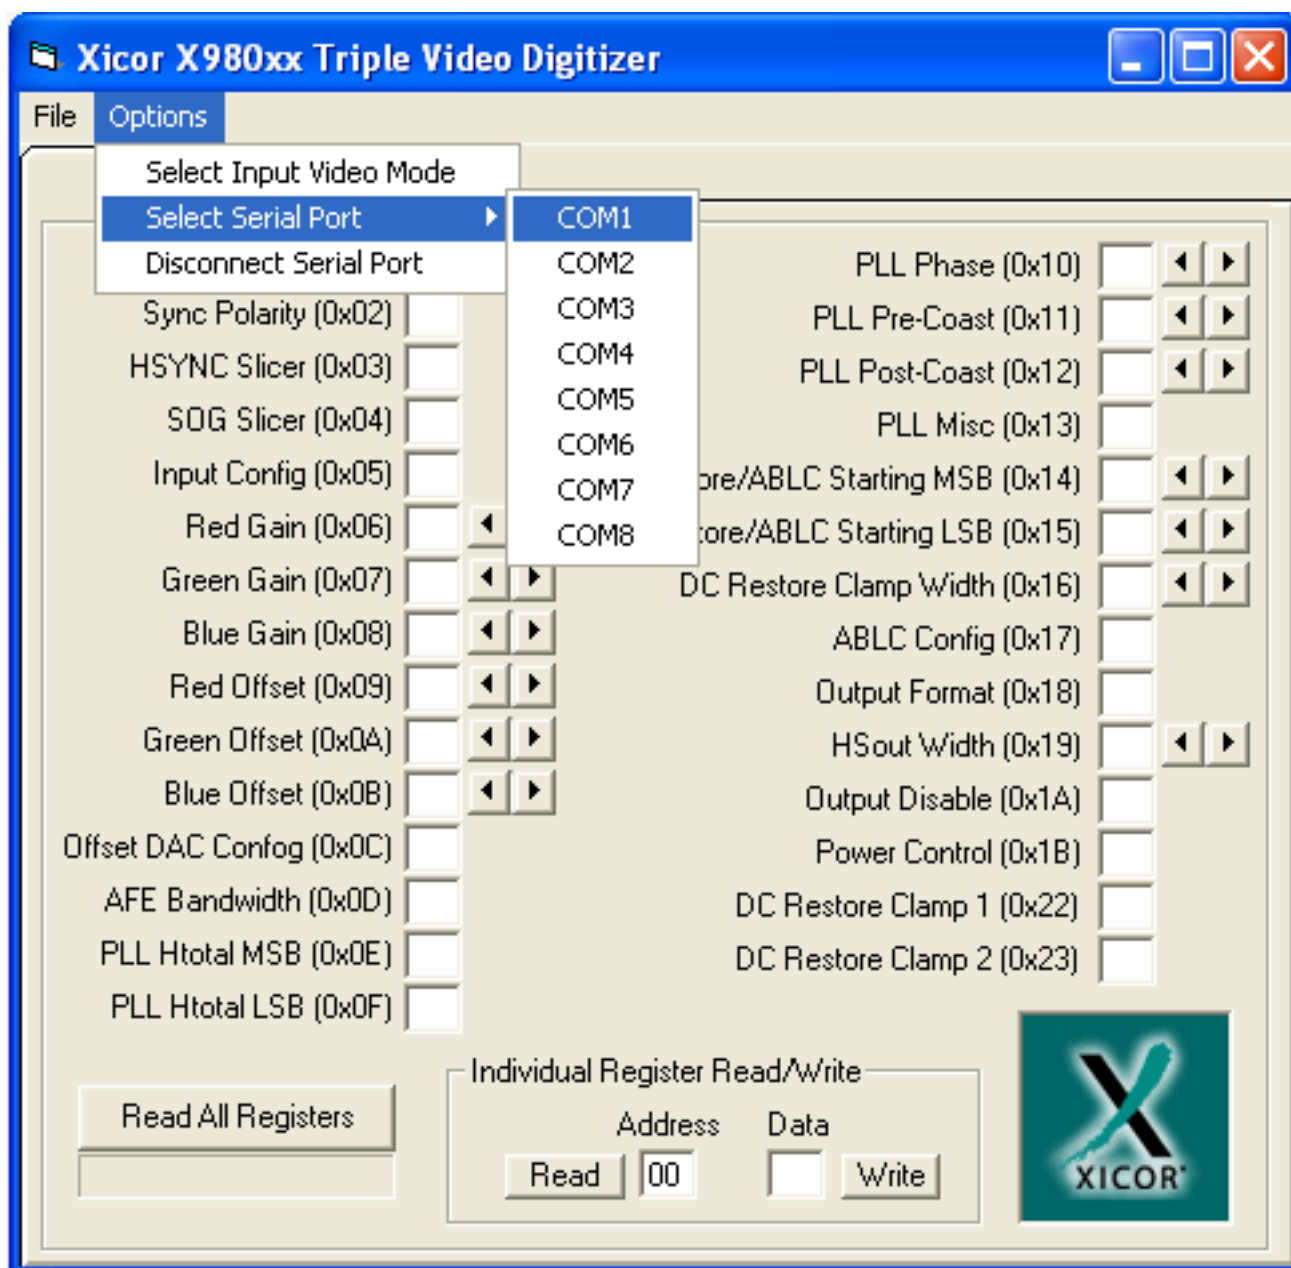 Xicor X980xx Triple Video Digitizer
File Options
Select Input Video Mode
Select Serial Port
Disconnect Serial Port
COM1
COM2
COM3
COM4
COM5
COM6
COM7
COM8
Sync Polarity (0x02)
HSYNC Slicer (0x03)
SOG Slicer (0x04)
Input Config (0x05)
Red Gain (0x06)
Green Gain (0x07)
Blue Gain (0x08)
Red Offset (0x09)
Green Offset (0x0A)
Blue Offset (0x0B)
Offset DAC Confog (0x0C)
AFE Bandwidth (0x0D)
PLL Htotal MSB (0x0E)
PLL Htotal LSB (0x0F)
PLL Phase (0x10)
PLL Pre-Coast (0x11)
PLL Post-Coast (0x12)
PLL Misc (0x13)
ore/ABLC Starting MSB (0x14)
tore/ABLC Starting LSB (0x15)
DC Restore Clamp Width (0x16)
ABLC Config (0x17)
Output Format (0x18)
HSout Width (0x19)
Output Disable (0x1A)
Power Control (0x1B)
DC Restore Clamp 1 (0x22)
DC Restore Clamp 2 (0x23)
Read All Registers
Individual Register Read/Write
Address Data
Read 00 Write
XICOR